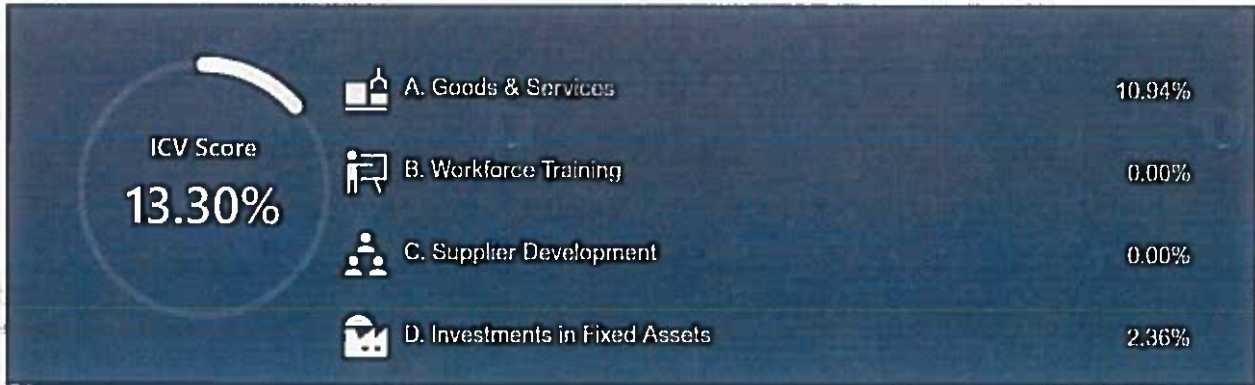 ICV Score
13.30%
A. Goods & Services 10.94%
B. Workforce Training 0.00%
C. Supplier Development 0.00%
D. Investments in Fixed Assets 2.36%